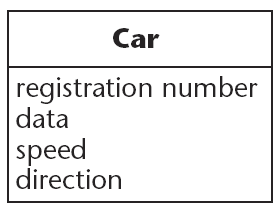 Car
registration number
data
speed
direction